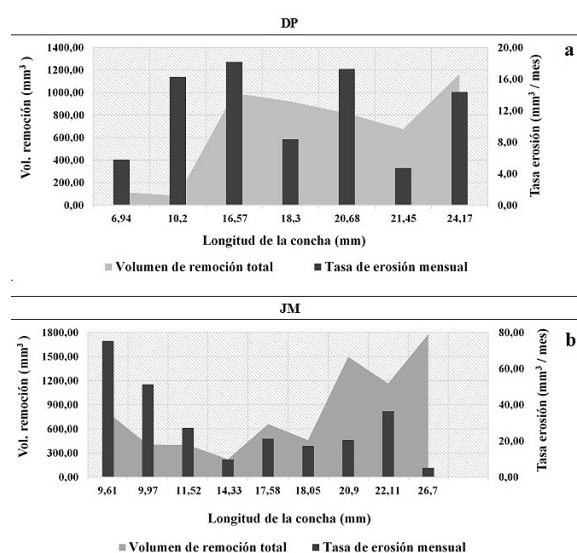 DP
a
1400,00
1200,00
1000,00
800,00
600,00
400,00
200,00
0,00
Vol. remoción (mm³)
20,00
16,00
12,00
8,00
4,00
0,00
Tasa erosión (mm³ / mes)
6,94 10,2 16,57 18,3 20,68 21,45 24,17
Longitud de la concha (mm)
Volumen de remoción total Tasa de erosión mensual
JM
b
1800,00
1500,00
1200,00
900,00
600,00
300,00
0,00
Vol. remoción (mm³)
80,00
60,00
40,00
20,00
0,00
Tasa erosión (mm³ / mes)
9,61 9,97 11,52 14,33 17,58 18,05 20,9 22,11 26,7
Longitud de la concha (mm)
Volumen de remoción total Tasa de erosión mensual